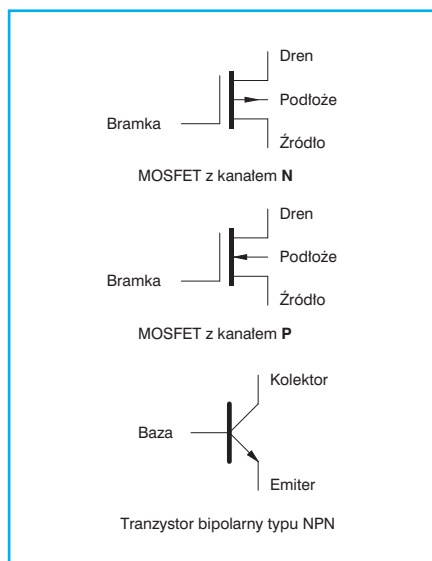 Dren
Podłoże
Bramka
Źródło
MOSFET z kanałem N
Dren
Podłoże
Bramka
Źródło
MOSFET z kanałem P
Kolektor
Baza
Emiter
Tranzystor bipolarny typu NPN